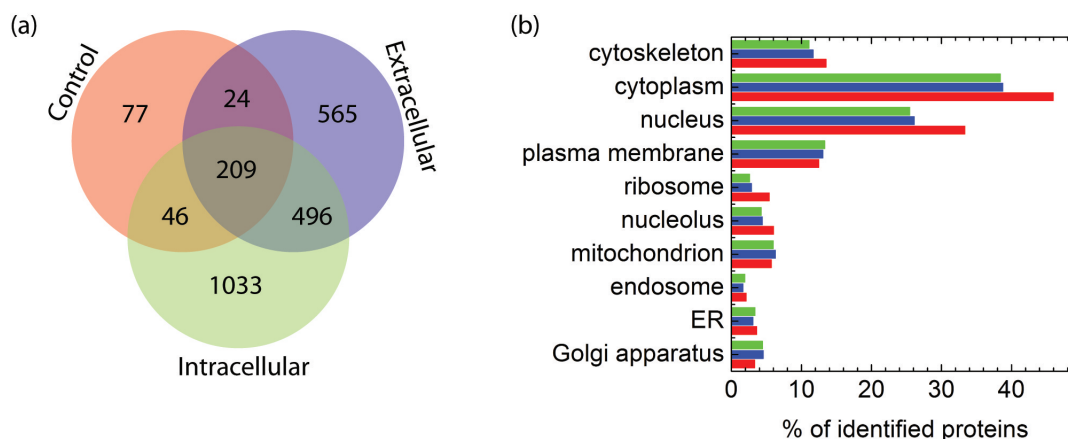 (a)
Control
Extracellular
77
24
565
209
46
496
1033
Intracellular
(b)
cytoskeleton
cytoplasm
nucleus
plasma membrane
ribosome
nucleolus
mitochondrion
endosome
ER
Golgi apparatus
0 10 20 30 40
% of identified proteins